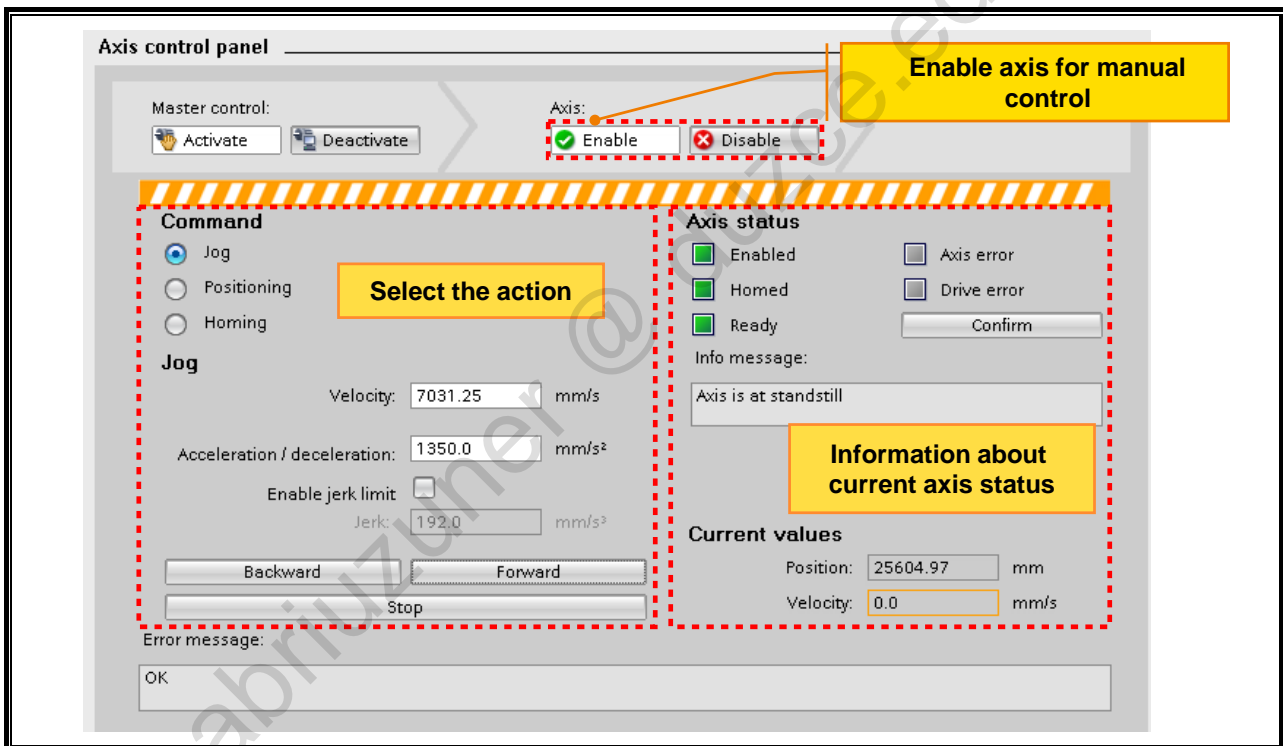 Axis control panel
Enable axis for manual
control
Master control:
Axis:
Activate
Deactivate
Enable
Disable
Command
Jog
Positioning
Homing
Select the action
Jog
Velocity: 7031.25 mm/s
Acceleration / deceleration: 1350.0 mm/s²
Enable jerk limit
Jerk: 192.0 mm/s³
Backward
Forward
Stop
Axis status
Enabled
Axis error
Homed
Drive error
Ready
Confirm
Info message:
Axis is at standstill
Information about
current axis status
Current values
Position: 25604.97 mm
Velocity: 0.0 mm/s
Error message:
OK
abriuzuner @ duzce.ed